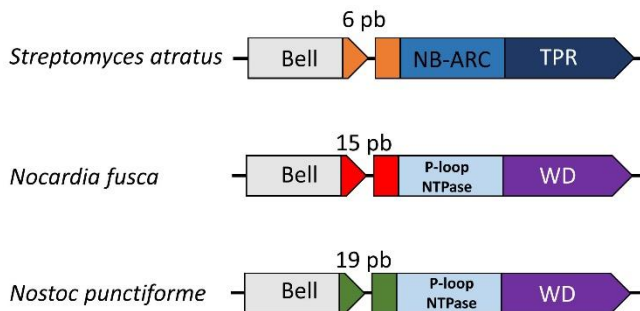 6 pb
Streptomyces atratus Bell NB-ARC TPR
15 pb
Nocardia fusca Bell P-loop NTPase WD
19 pb
Nostoc punctiforme Bell P-loop NTPase WD